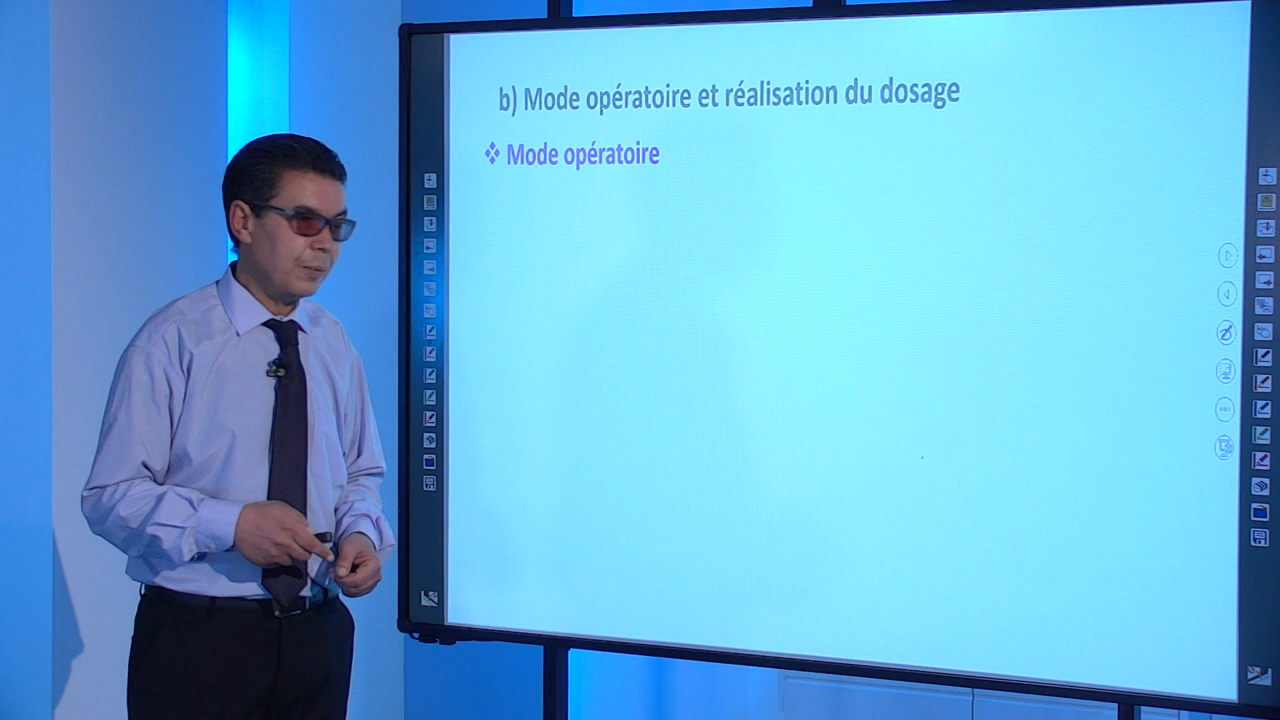 b) Mode opératoire et réalisation du dosage
❖ Mode opératoire